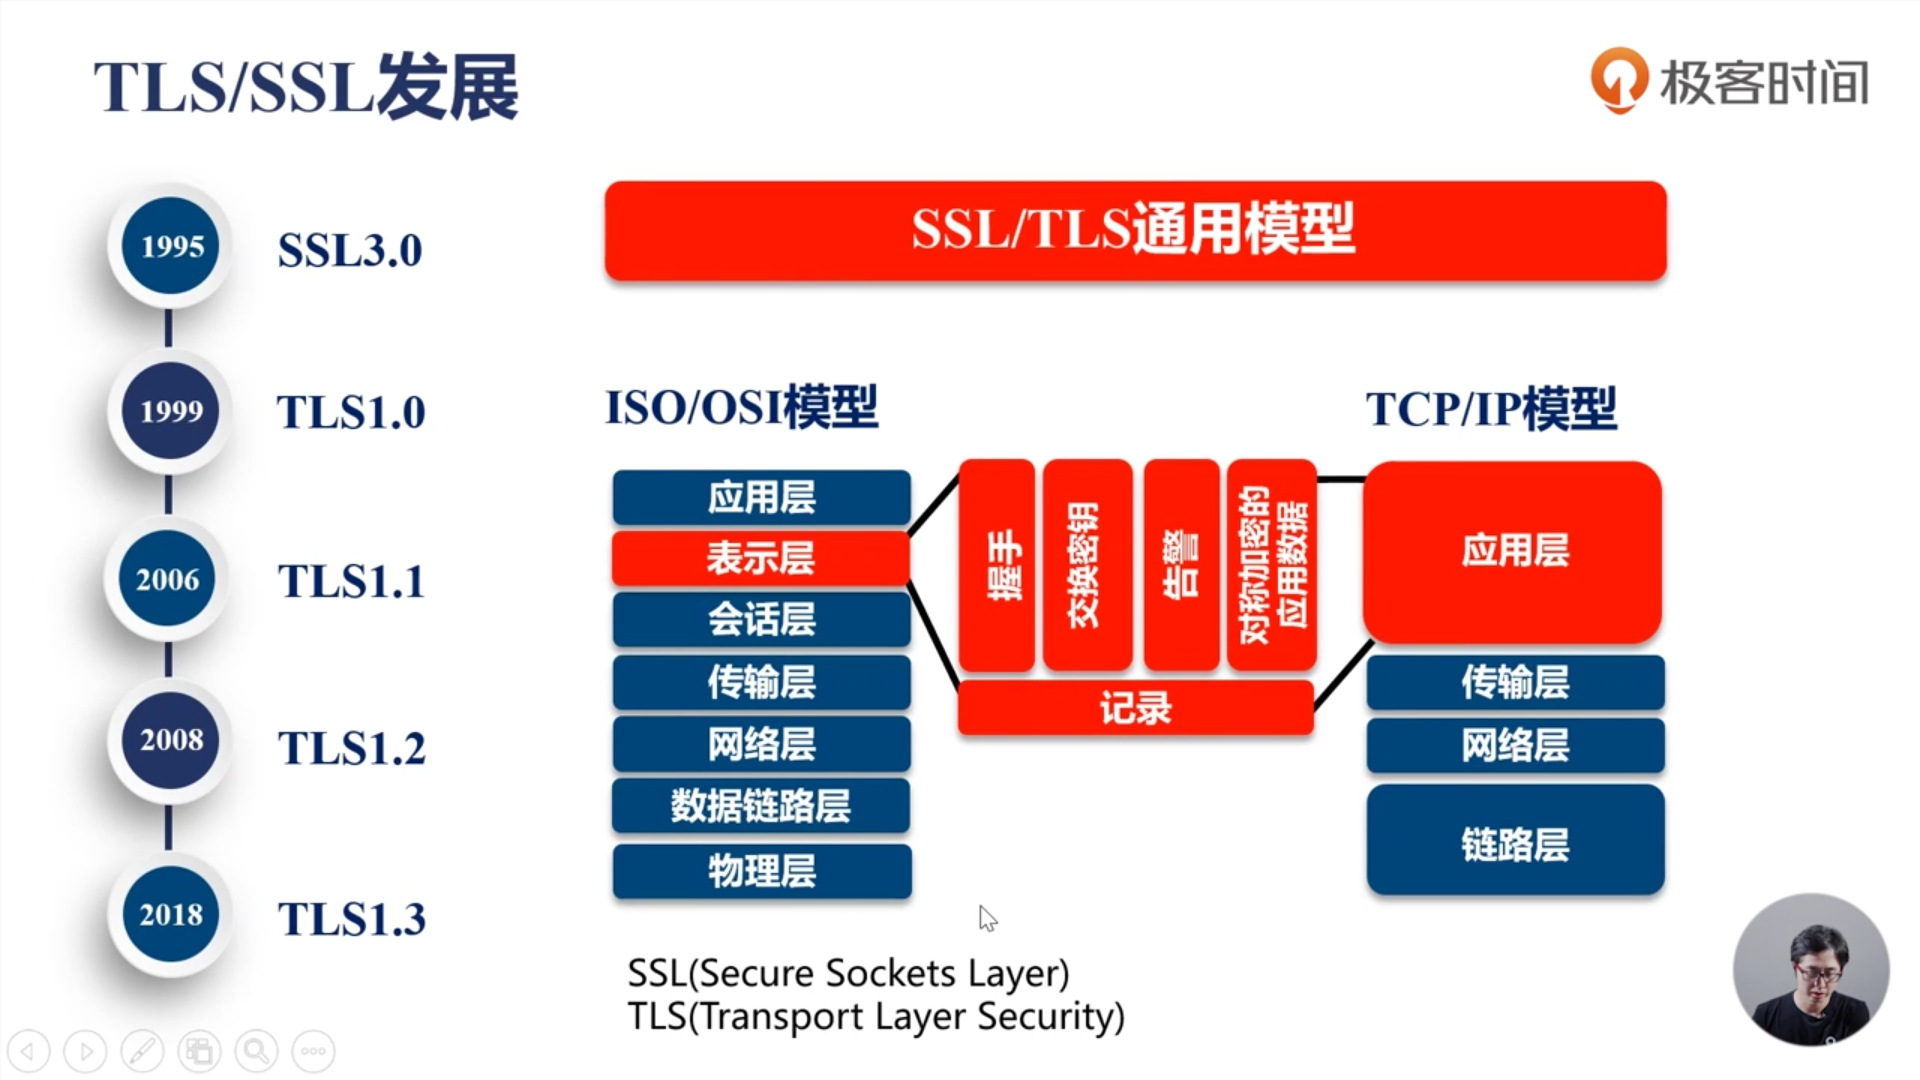 TLS/SSL发展
极客时间
1995
SSL3.0
1999
TLS1.0
2006
TLS1.1
2008
TLS1.2
2018
TLS1.3
SSL/TLS通用模型
ISO/OSI模型
应用层
表示层
会话层
传输层
网络层
数据链路层
物理层
握手
交换密钥
告警
对称加密的
应用数据
记录
TCP/IP模型
应用层
传输层
网络层
链路层
SSL(Secure Sockets Layer)
TLS(Transport Layer Security)